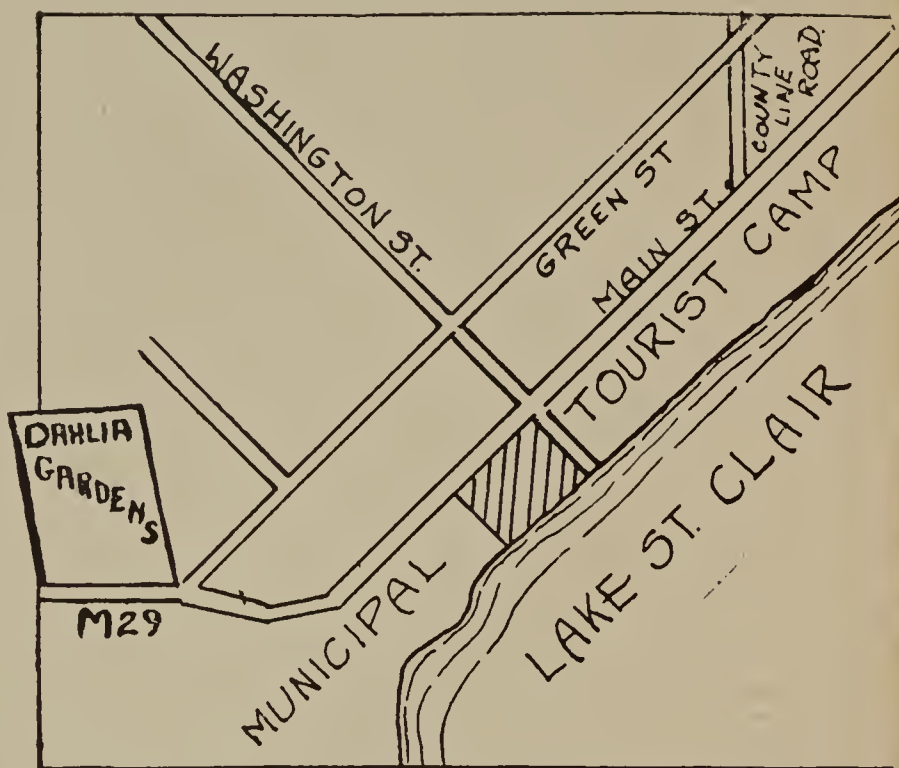 WASHINGTON ST.
GREEN ST
MAIN ST.
COUNTY
LINE
ROAD.
DAHLIA
GARDENS
M29
MUNICIPAL TOURIST CAMP
LAKE ST. CLAIR